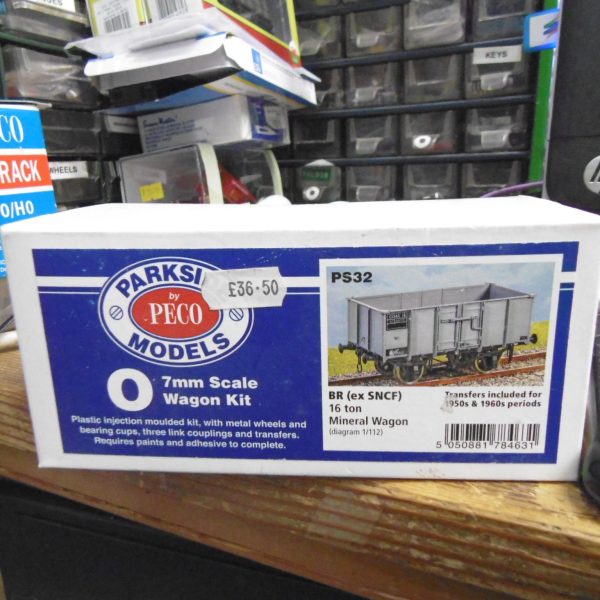 KEYS
CO
RACK
O/H0
WHEELS
PARKSI
by
PECO
MODELS
£36·50
O 7mm Scale
Wagon Kit
Plastic injection moulded kit, with metal wheels and
bearing cups, three link couplings and transfers.
Requires paints and adhesive to complete.
PS32
BR (ex SNCF)
16 ton
Mineral Wagon
(diagram 1/112)
Transfers included for
1950s & 1960s periods
5 050881 784631